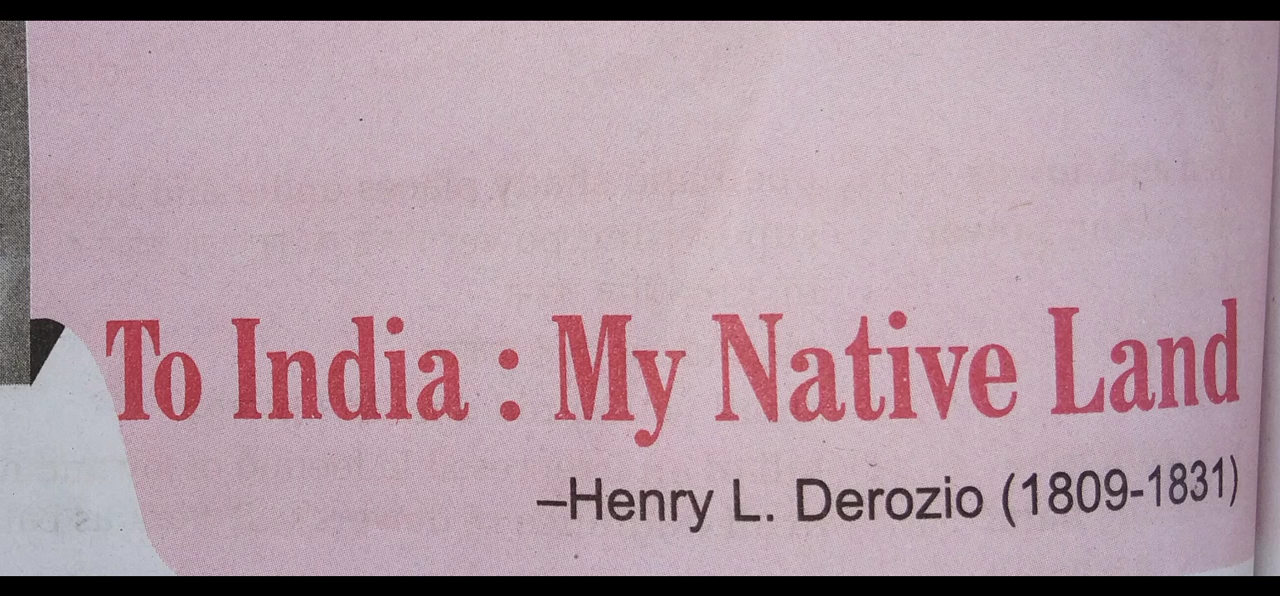 To India : My Native Land
–Henry L. Derozio (1809-1831)